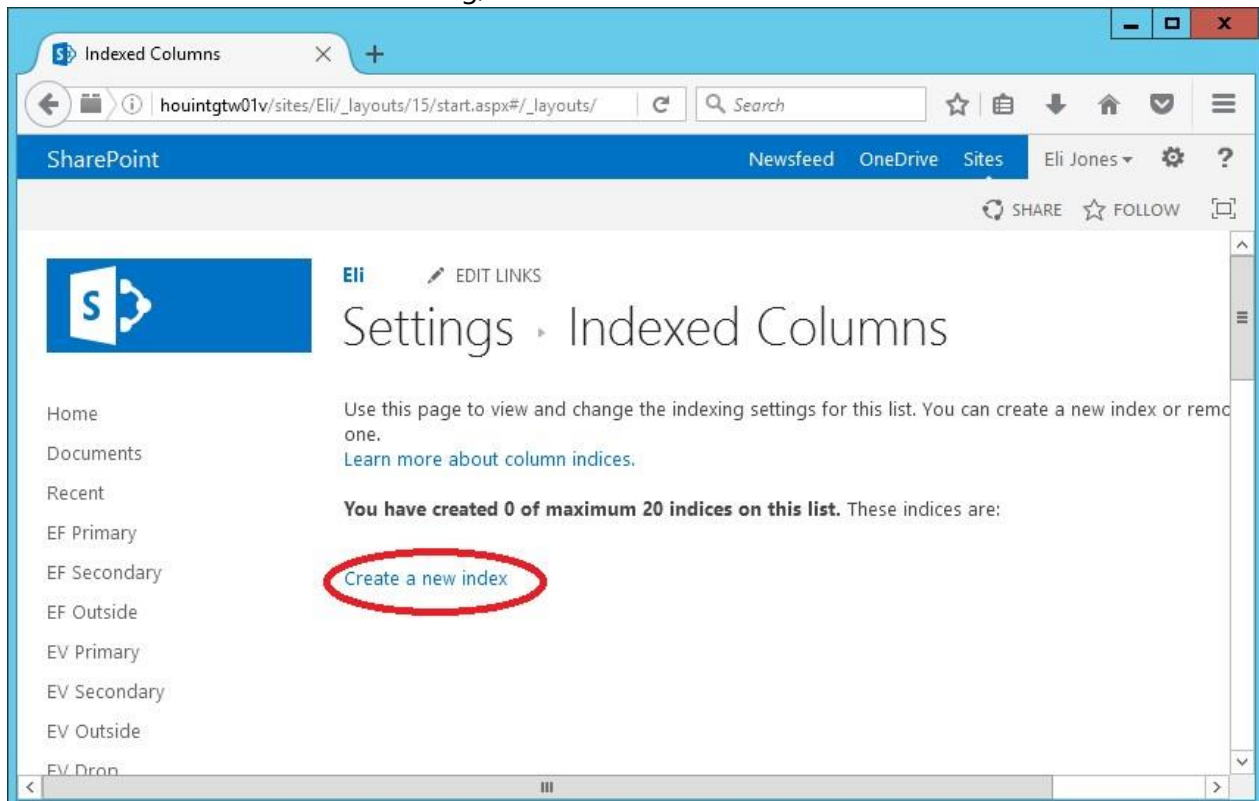 Indexed Columns
houintgtw01v/sites/Eli/_layouts/15/start.aspx#/_layouts/
Search
SharePoint
Newsfeed OneDrive Sites Eli Jones ?
SHARE FOLLOW
S
Eli EDIT LINKS
Settings Indexed Columns
Use this page to view and change the indexing settings for this list. You can create a new index or remo
one.
Learn more about column indices.
You have created 0 of maximum 20 indices on this list. These indices are:
Create a new index
Home
Documents
Recent
EF Primary
EF Secondary
EF Outside
EV Primary
EV Secondary
EV Outside
EV Drop